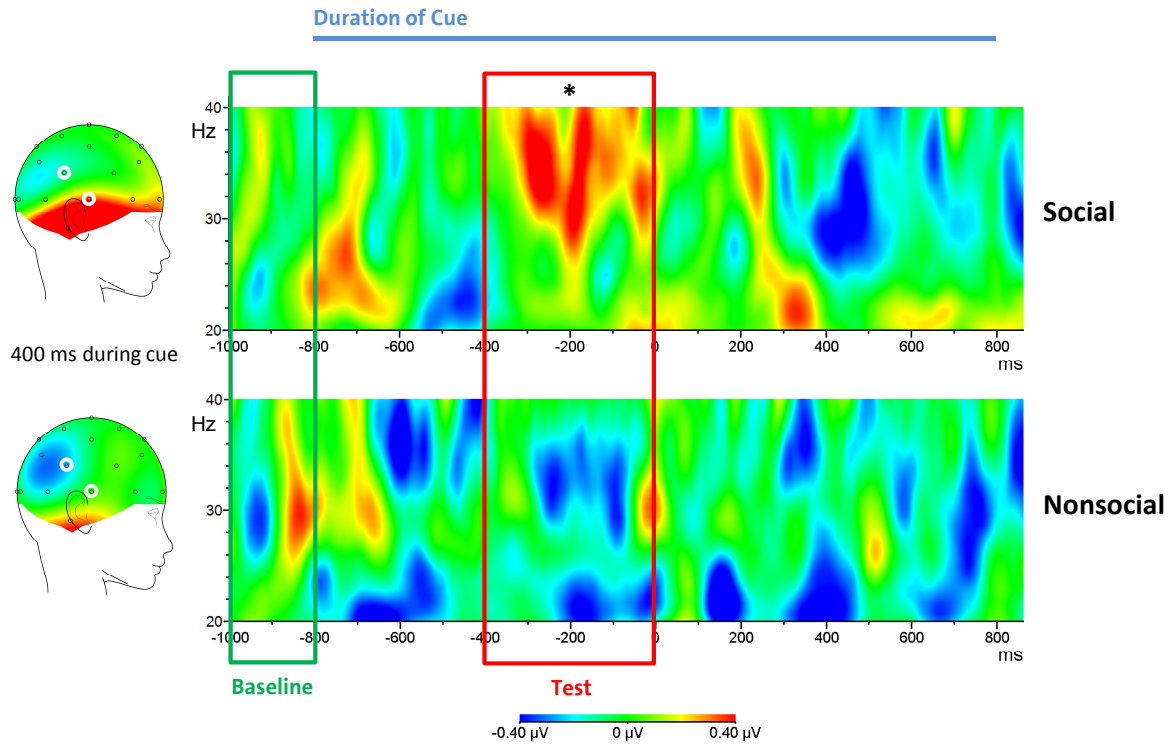 Duration of Cue
*
40
Hz
30
20
-1000 -800 -600 -400 -200 0 200 400 600 800
ms
Social
400 ms during cue
40
Hz
30
20
-1000 -800 -600 -400 -200 0 200 400 600 800
ms
Nonsocial
Baseline
Test
-0.40 µV 0 µV 0.40 µV